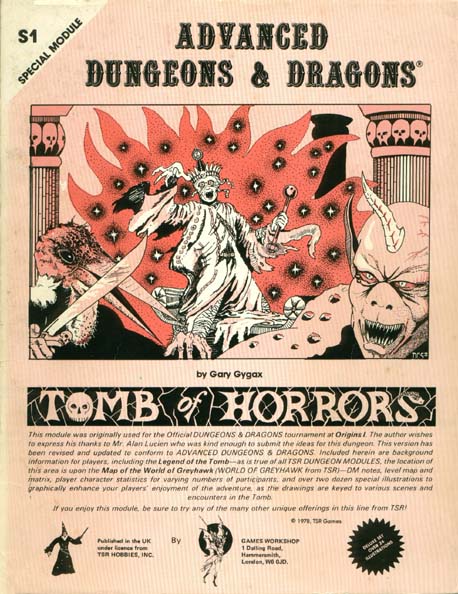 S1
SPECIAL MODULE
ADVANCED
DUNGEONS & DRAGONS®
by Gary Gygax
TOMB of HORRORS
This module was originally used for the Official DUNGEONS & DRAGONS tournament at Origins I. The author wishes
to express his thanks to Mr. Alan Lucien who was kind enough to submit the ideas for this dungeon. This version has
been revised and updated to conform to ADVANCED DUNGEONS & DRAGONS. Included herein are background
information for players, including the Legend of the Tomb—as is true of all TSR DUNGEON MODULES, the location of
this area is upon the Map of the World of Greyhawk (WORLD OF GREYHAWK from TSR)—DM notes, level map and
matrix, player character statistics for varying numbers of participants, and over two dozen special illustrations to
graphically enhance your players' enjoyment of the adventure, as the drawings are keyed to various scenes and
encounters in the Tomb.
If you enjoy this module, be sure to try any of the many other unique offerings in this line from TSR!
© 1978, TSR Games
Published in the UK
under licence from
TSR HOBBIES, INC.
By
GAMES WORKSHOP
1 Dalling Road,
Hammersmith,
London, W6 0JD.
DELUXE SET
OVER 24
ILLUSTRATIONS